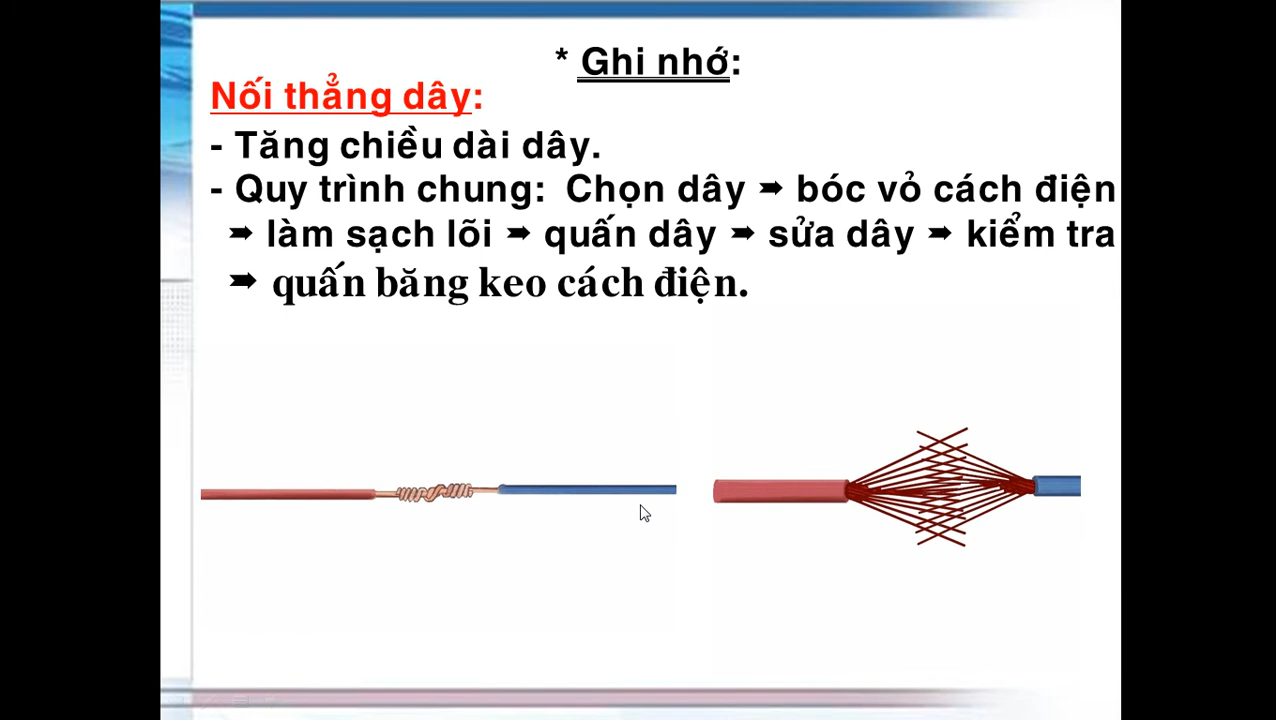 * Ghi nhớ:
Nối thẳng dây:
- Tăng chiều dài dây.
- Quy trình chung: Chọn dây ➨ bóc vỏ cách điện
➨ làm sạch lõi ➨ quấn dây ➨ sửa dây ➨ kiểm tra
➨ quấn băng keo cách điện.